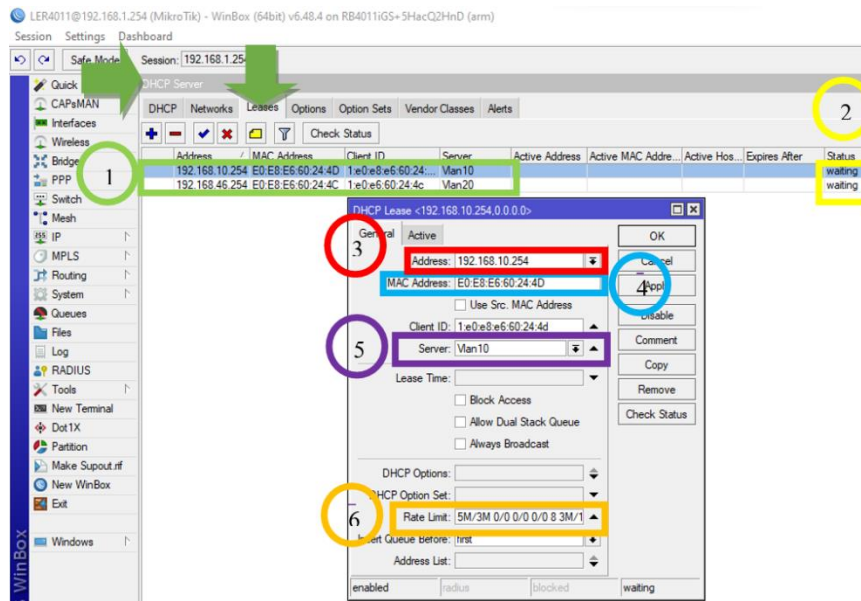 LER4011@192.168.1.254 (MikroTik) - WinBox (64bit) v6.48.4 on RB4011iGS+5HacQ2HnD (arm)
Session Settings Dashboard
Safe Mode Session: 192.168.1.254
Quick
CAPsMAN
Interfaces
Wireless
Bridge
PPP
Switch
Mesh
IP
MPLS
Routing
System
Queues
Files
Log
RADIUS
Tools
New Terminal
Dot1X
Partition
Make Supout.rif
New WinBox
Exit
Windows
WinBox
DHCP Server
DHCP Networks Leases Options Option Sets Vendor Classes Alerts
Check Status
Address MAC Address Client ID Server Active Address Active MAC Addre... Active Hos... Expires After Status
192.168.10.254 E0:E8:E6:60:24:4D 1:e0:e8:e6:60:24:... Vlan10 waiting
192.168.46.254 E0:E8:E6:60:24:4C 1:e0:e6:60:24:4c Vlan20 waiting
1
2
DHCP Lease <192.168.10.254,0.0.0.0>
General Active
3
Address: 192.168.10.254
MAC Address: E0:E8:E6:60:24:4D
4
Use Src. MAC Address
Client ID: 1:e0:e8:e6:60:24:4d
5
Server: Vlan10
Lease Time:
Block Access
Allow Dual Stack Queue
Always Broadcast
DHCP Options:
DHCP Option Set:
6
Rate Limit: 5M/3M 0/0 0/0 0/0 8 3M/1
Insert Queue Before: first
Address List:
enabled radius blocked waiting
OK
Cancel
Apply
Disable
Comment
Copy
Remove
Check Status